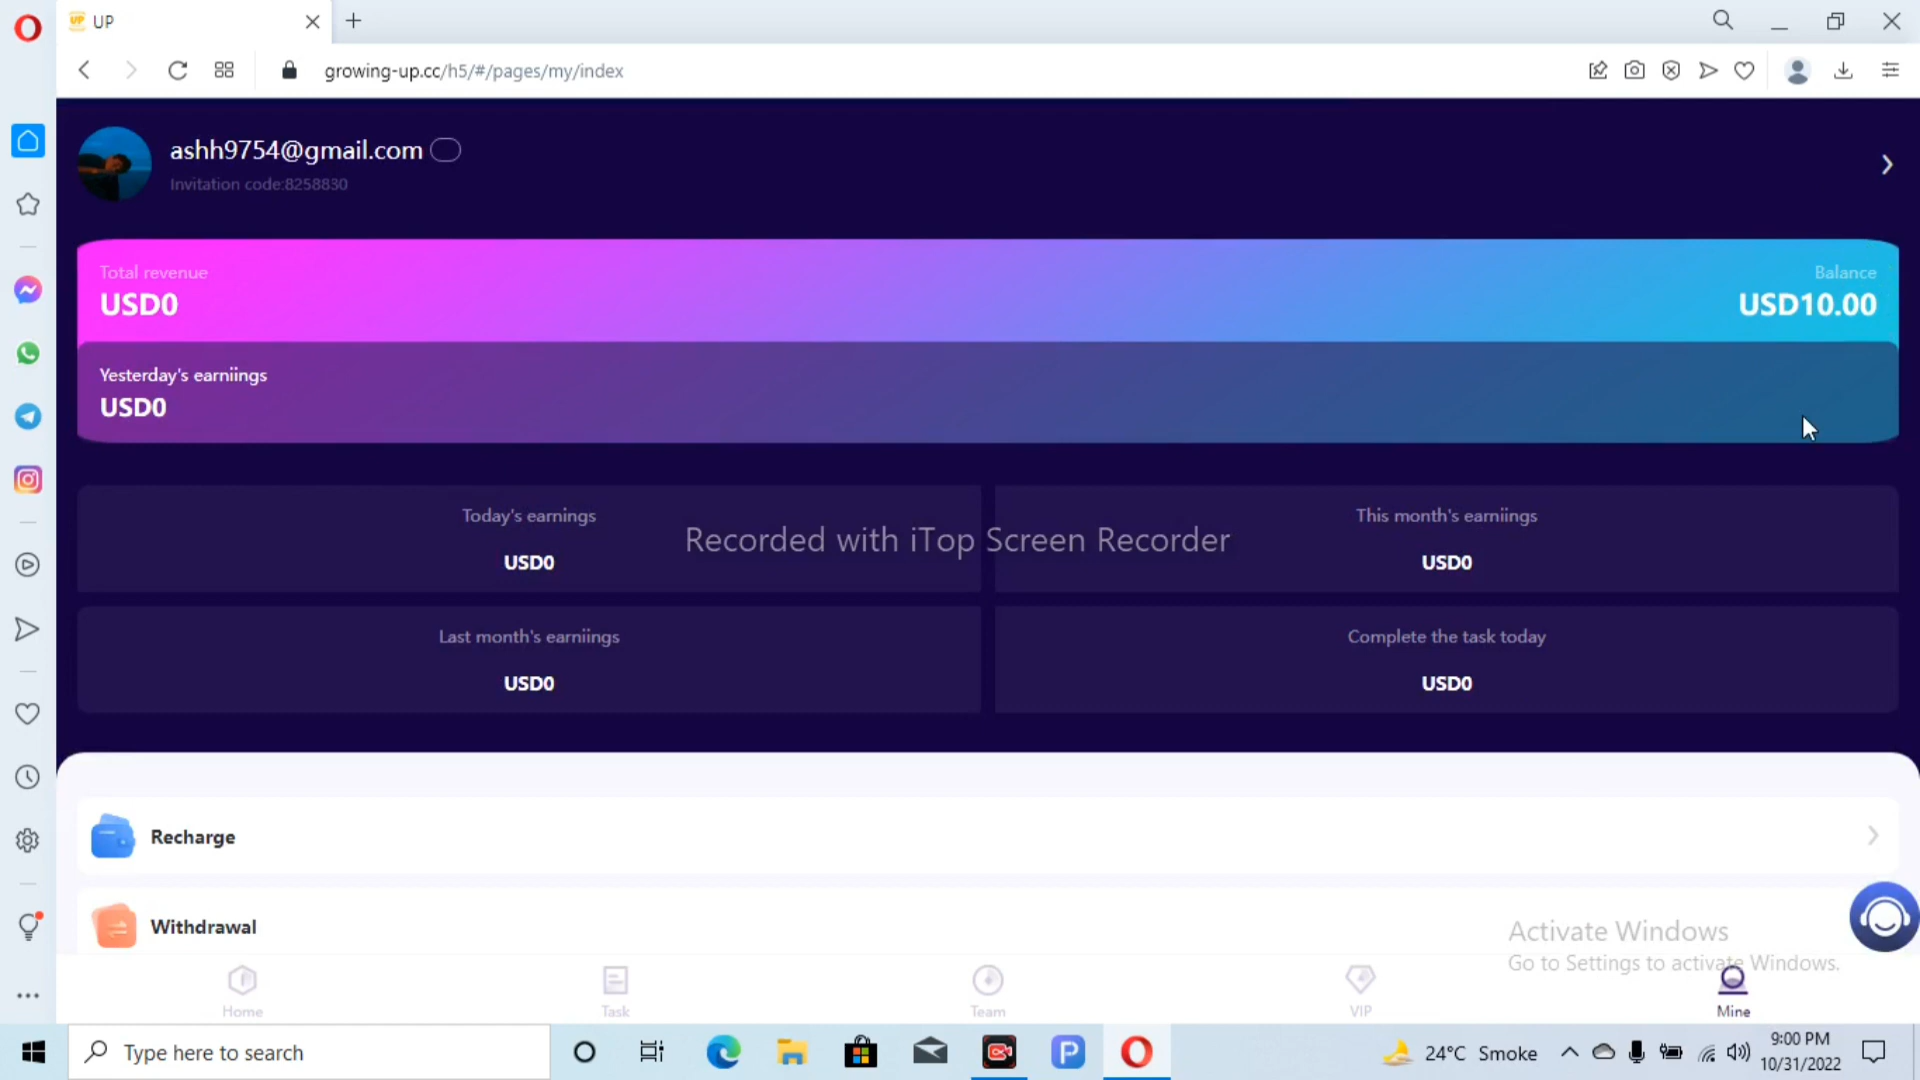 UP
growing-up.cc/h5/#/pages/my/index
ashh9754@gmail.com
Invitation code:8258830
Total revenue
USD0
Balance
USD10.00
Yesterday's earniings
USD0
Today's earnings
USD0
This month's earniings
USD0
Recorded with iTop Screen Recorder
Last month's earniings
USD0
Complete the task today
USD0
Recharge
Withdrawal
Activate Windows
Go to Settings to activate Windows.
Home
Task
Team
VIP
Mine
Type here to search
24°C Smoke
9:00 PM
10/31/2022